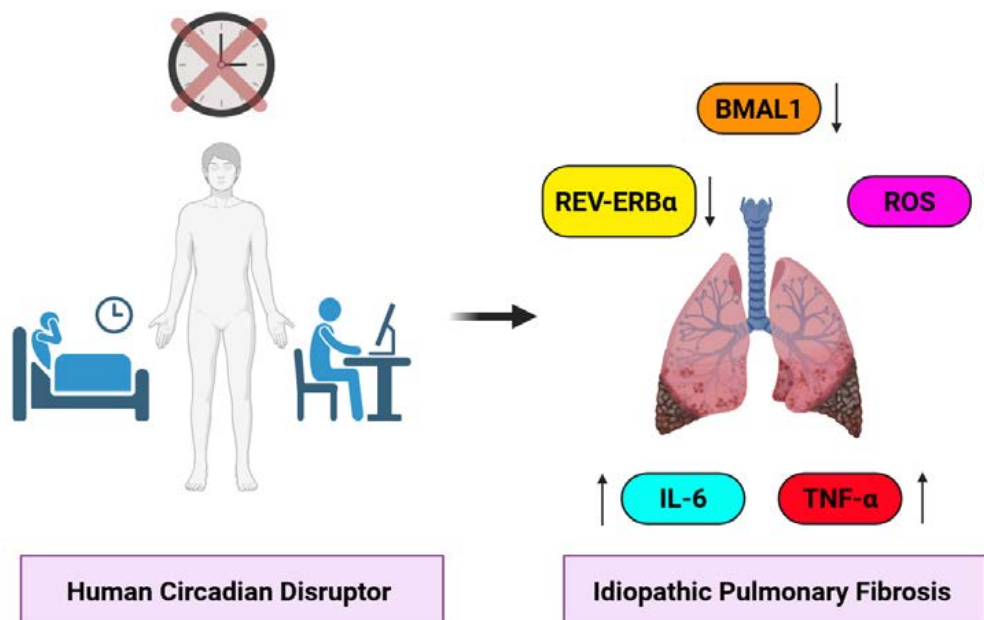 BMAL1
REV-ERBα
ROS
IL-6
TNF-α
Human Circadian Disruptor
Idiopathic Pulmonary Fibrosis